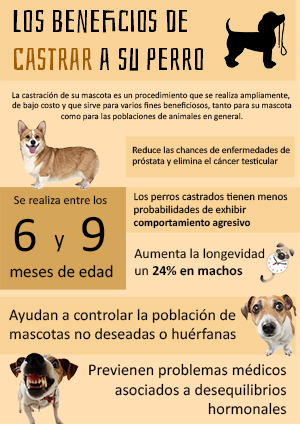 LOS BENEFICIOS DE
CASTRAR A SU PERRO
La castración de su mascota es un procedimiento que se realiza ampliamente,
de bajo costo y que sirve para varios fines beneficiosos, tanto para su mascota
como para las poblaciones de animales en general.
Reduce las chances de enfermedades de
próstata y elimina el cáncer testicular
Se realiza entre los
6 y 9
meses de edad
Los perros castrados tienen menos
probabilidades de exhibir
comportamiento agresivo
Aumenta la longevidad
un 24% en machos
Ayudan a controlar la población de
mascotas no deseadas o huérfanas
Previenen problemas médicos
asociados a desequilibrios
hormonales